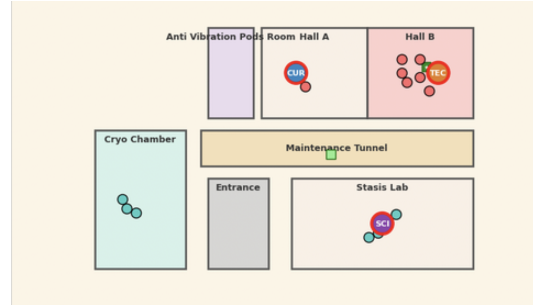 Anti Vibration Pods Room
Hall A
Hall B
CUR
TEC
Cryo Chamber
Maintenance Tunnel
Entrance
Stasis Lab
SCI